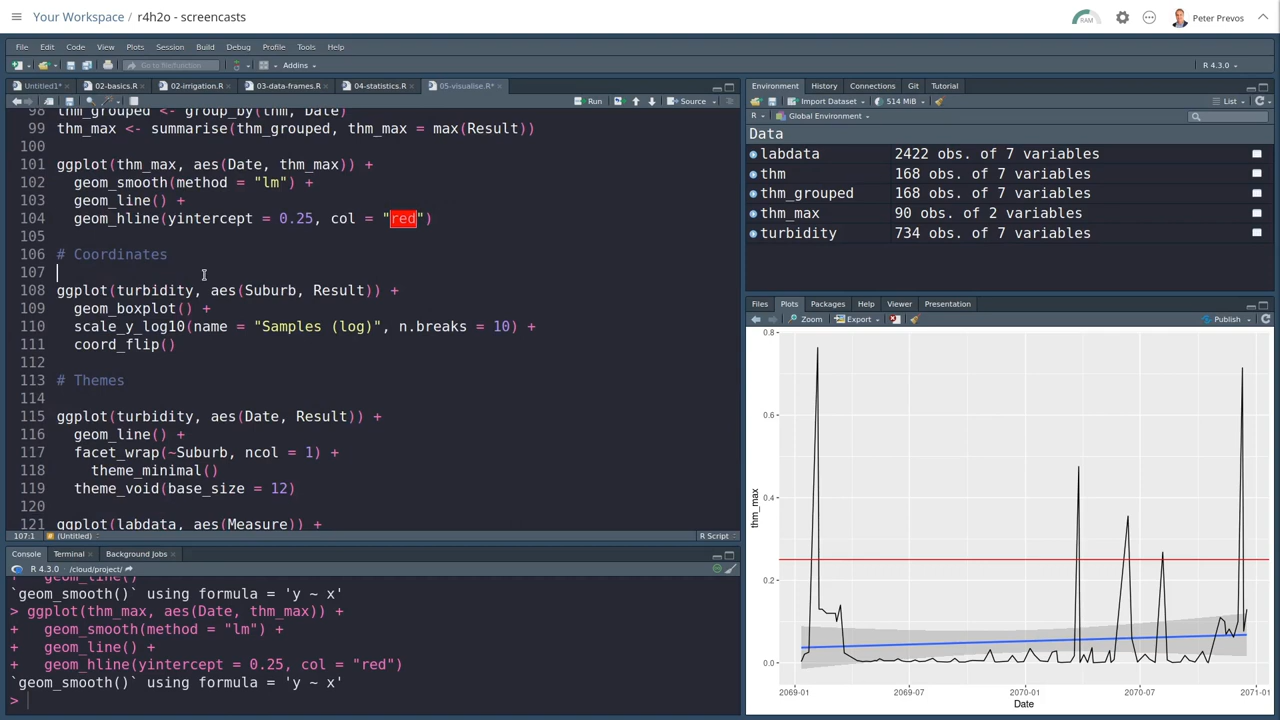 Your Workspace / r4h2o - screencasts
RAM
Peter Prevos
File Edit Code View Plots Session Build Debug Profile Tools Help
Go to file/function Addins R 4.3.0
Untitled1* 02-basics.R 02-irrigation.R 03-data-frames.R 04-statistics.R 05-visualise.R*
Run Source
98 thm_grouped <- group_by(thm, Date)
99 thm_max <- summarise(thm_grouped, thm_max = max(Result))
100
101 ggplot(thm_max, aes(Date, thm_max)) +
102 geom_smooth(method = "lm") +
103 geom_line() +
104 geom_hline(yintercept = 0.25, col = "red")
105
106 # Coordinates
107
108 ggplot(turbidity, aes(Suburb, Result)) +
109 geom_boxplot() +
110 scale_y_log10(name = "Samples (log)", n.breaks = 10) +
111 coord_flip()
112
113 # Themes
114
115 ggplot(turbidity, aes(Date, Result)) +
116 geom_line() +
117 facet_wrap(~Suburb, ncol = 1) +
118 theme_minimal()
119 theme_void(base_size = 12)
120
121 ggplot(labdata, aes(Measure)) +
107:1 (Untitled) R Script
Console Terminal Background Jobs
R 4.3.0 · /cloud/project/
+ geom_line()
`geom_smooth()` using formula = 'y ~ x'
> ggplot(thm_max, aes(Date, thm_max)) +
+ geom_smooth(method = "lm") +
+ geom_line() +
+ geom_hline(yintercept = 0.25, col = "red")
`geom_smooth()` using formula = 'y ~ x'
>
Environment History Connections Git Tutorial
Import Dataset 514 MiB List
R Global Environment
Data
labdata 2422 obs. of 7 variables
thm 168 obs. of 7 variables
thm_grouped 168 obs. of 7 variables
thm_max 90 obs. of 2 variables
turbidity 734 obs. of 7 variables
Files Plots Packages Help Viewer Presentation
Zoom Export Publish
0.8
0.6
0.4
0.2
0.0
thm_max
2069-01 2069-07 2070-01 2070-07 2071-01
Date